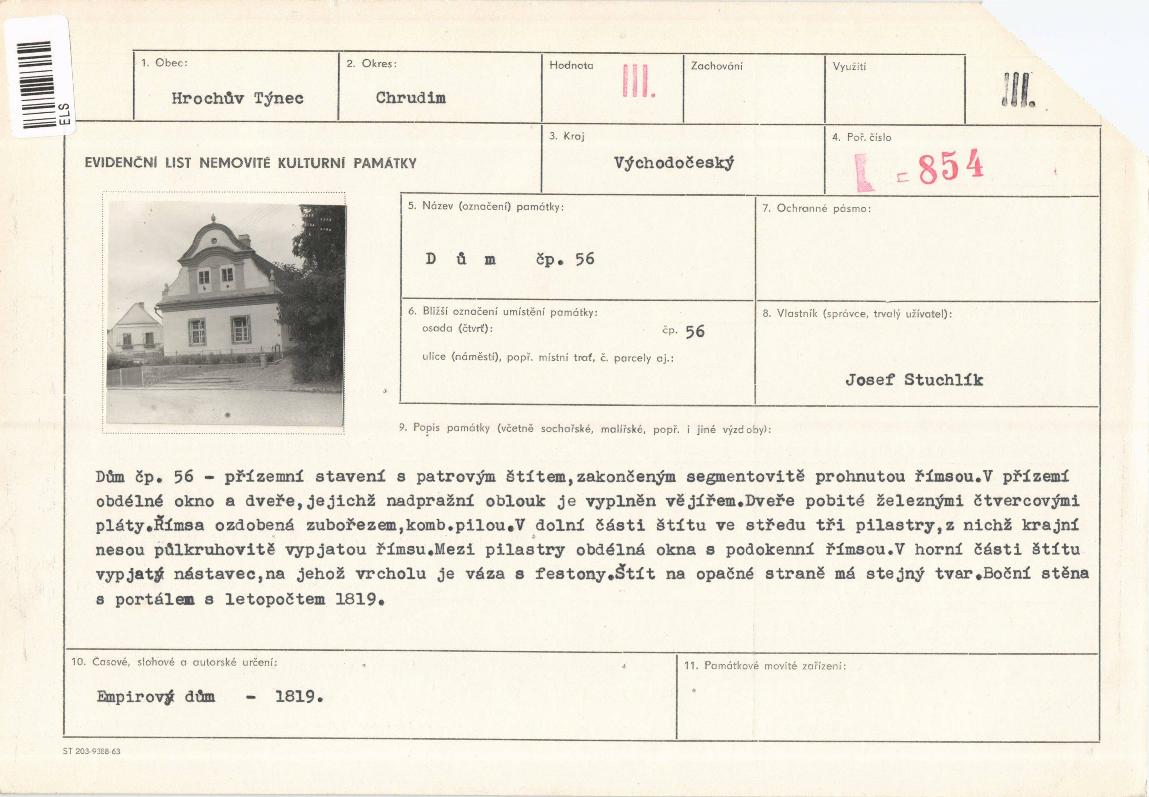 ELS
1. Obec:
Hrochův Týnec
2. Okres:
Chrudim
Hodnota
III.
Zachování
Využití
III.
EVIDENČNÍ LIST NEMOVITÉ KULTURNÍ PAMÁTKY
3. Kraj
Východočeský
4. Poř. číslo
854
5. Název (označení) památky:
D ů m čp. 56
7. Ochranné pásmo:
6. Bližší označení umístění památky:
osada (čtvrť): čp. 56
ulice (náměstí), popř. místní trať, č. parcely aj.:
8. Vlastník (správce, trvalý uživatel):
Josef Stuchlík
9. Popis památky (včetně sochařské, malířské, popř. i jiné výzdoby):
Dům čp. 56 - přízemní stavení s patrovým štítem,zakončeným segmentovitě prohnutou římsou.V přízemí
obdélné okno a dveře,jejichž nadpražní oblouk je vyplněn vějířem.Dveře pobité železnými čtvercovými
pláty.Římsa ozdobená zubořezem,komb.pilou.V dolní části štítu ve středu tři pilastry,z nichž krajní
nesou půlkruhovitě vypjatou římsu.Mezi pilastry obdélná okna s podokenní římsou.V horní části štítu
vypjatý nástavec,na jehož vrcholu je váza s festony.Štít na opačné straně má stejný tvar.Boční stěna
s portálem s letopočtem 1819.
10. Časové, slohové a autorské určení:
Empirový dům - 1819.
11. Památkové movité zařízení:
ST 203-9388-63